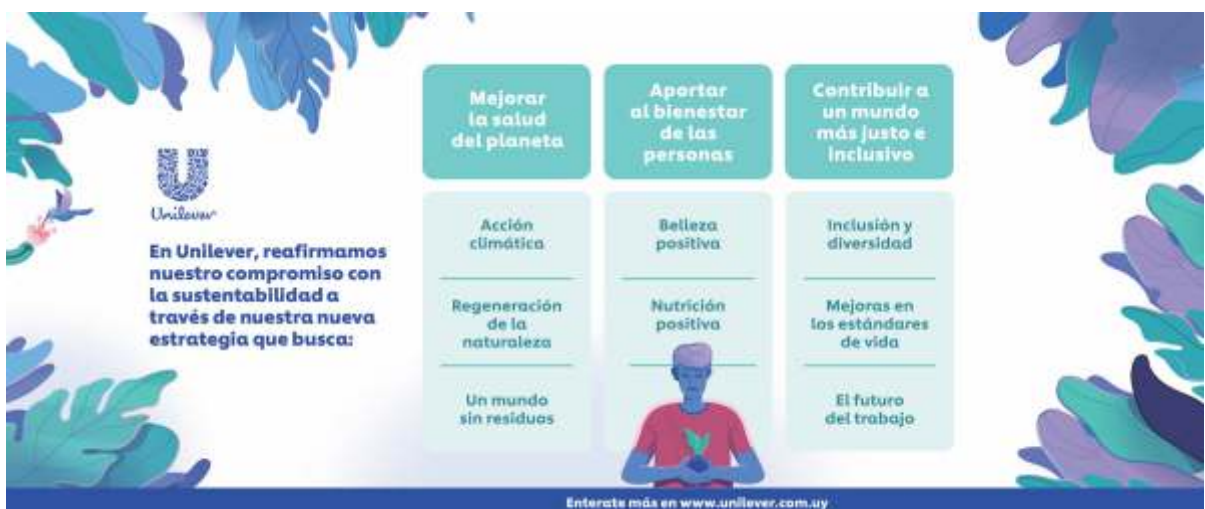 Unilever
En Unilever, reafirmamos
nuestro compromiso con
la sustentabilidad a
través de nuestra nueva
estrategia que busca:
Mejorar
la salud
del planeta
Acción
climática
Regeneración
de la
naturaleza
Un mundo
sin residuos
Aportar
al bienestar
de las
personas
Belleza
positiva
Nutrición
positiva
Contribuir a
un mundo
más justo e
inclusivo
Inclusión y
diversidad
Mejoras en
los estándares
de vida
El futuro
del trabajo
Enterate más en www.unilever.com.uy